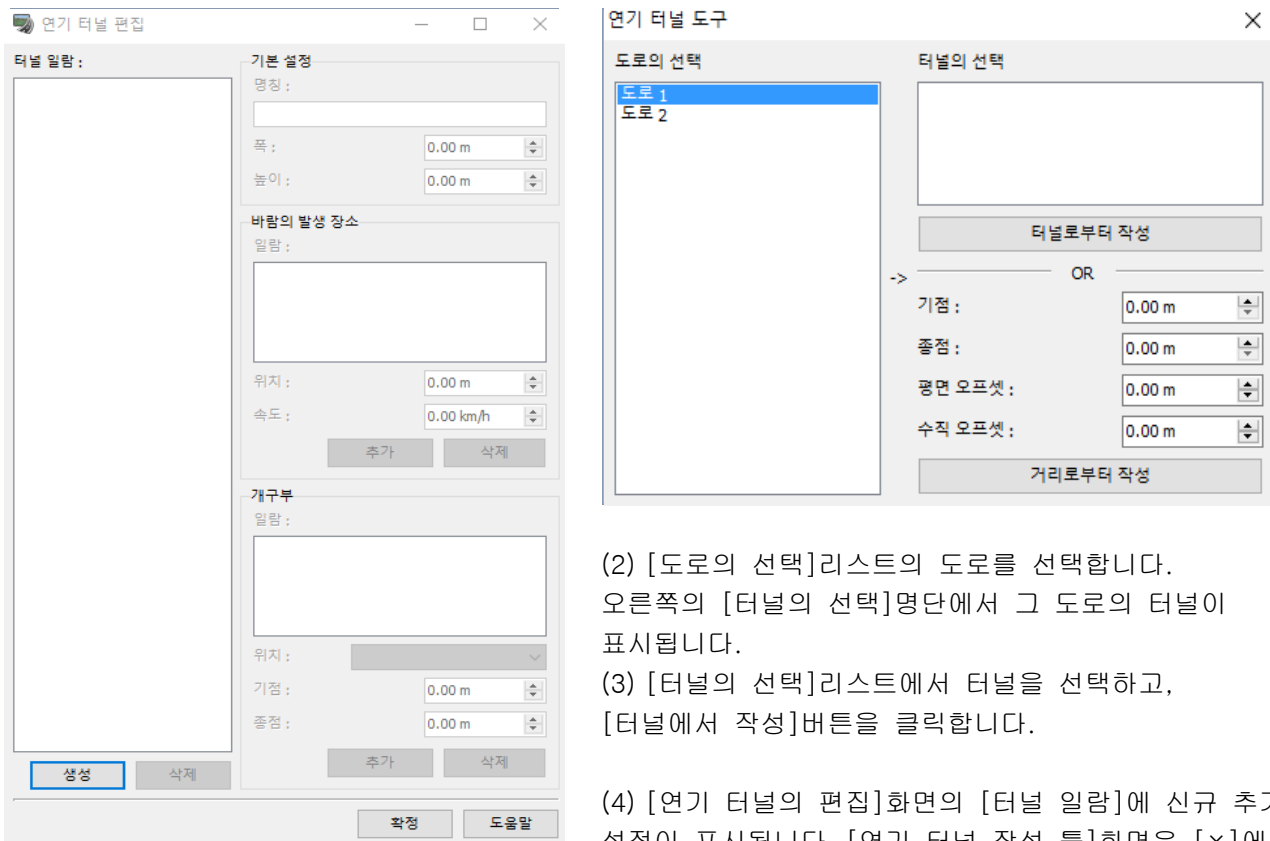 연기 터널 편집
터널 일람 :
기본 설정
명칭 :
폭 :
0.00 m
높이 :
0.00 m
바람의 발생 장소
일람 :
위치 :
0.00 m
속도 :
0.00 km/h
추가
삭제
개구부
일람 :
위치 :
기점 :
0.00 m
종점 :
0.00 m
추가
삭제
생성
삭제
확정
도움말
연기 터널 도구
도로의 선택
도로 1
도로 2
->
터널의 선택
터널로부터 작성
OR
기점 :
0.00 m
종점 :
0.00 m
평면 오프셋 :
0.00 m
수직 오프셋 :
0.00 m
거리로부터 작성
(2) [도로의 선택]리스트의 도로를 선택합니다.
오른쪽의 [터널의 선택]명단에서 그 도로의 터널이
표시됩니다.
(3) [터널의 선택]리스트에서 터널을 선택하고,
[터널에서 작성]버튼을 클릭합니다.
(4) [연기 터널의 편집]화면의 [터널 일람]에 신규 추가